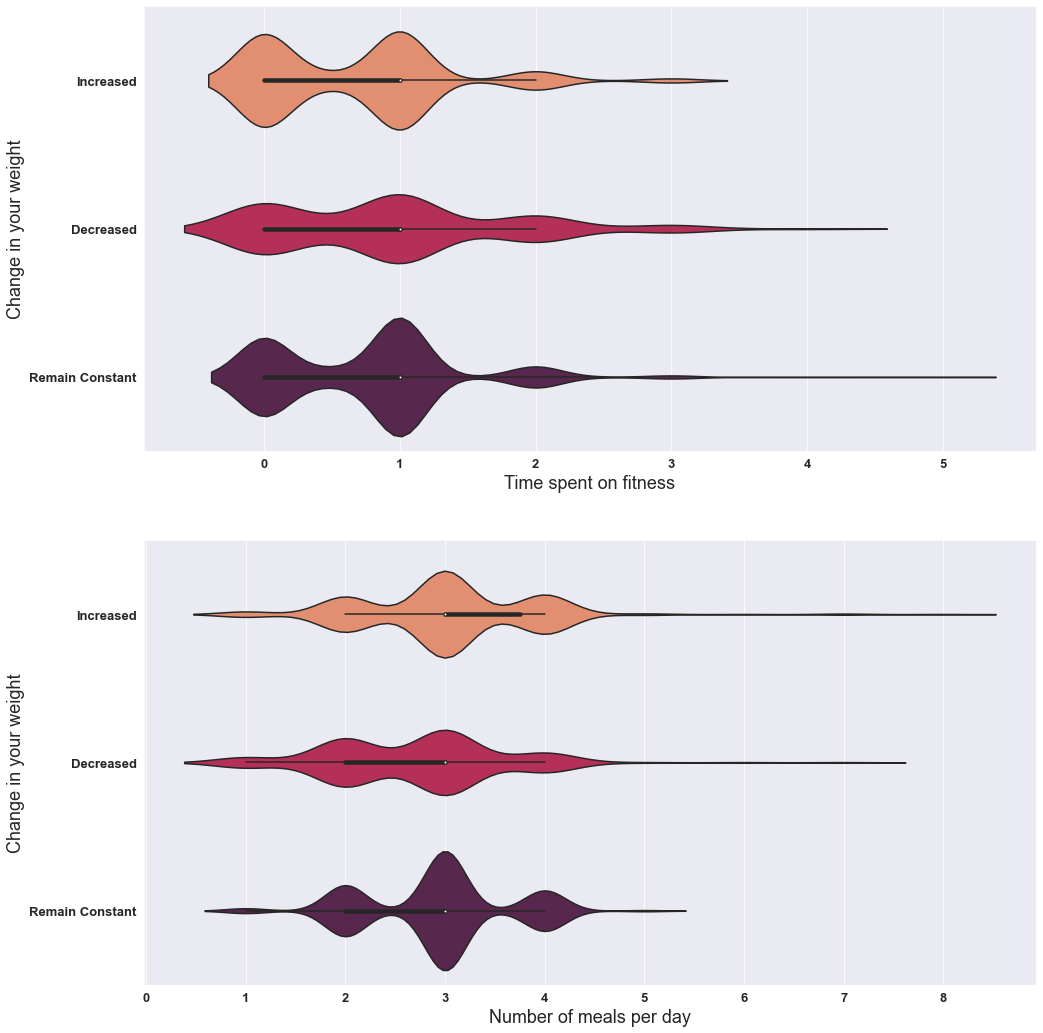 Change in your weight
Increased
Decreased
Remain Constant
0 1 2 3 4 5
Time spent on fitness
Change in your weight
Increased
Decreased
Remain Constant
0 1 2 3 4 5 6 7 8
Number of meals per day